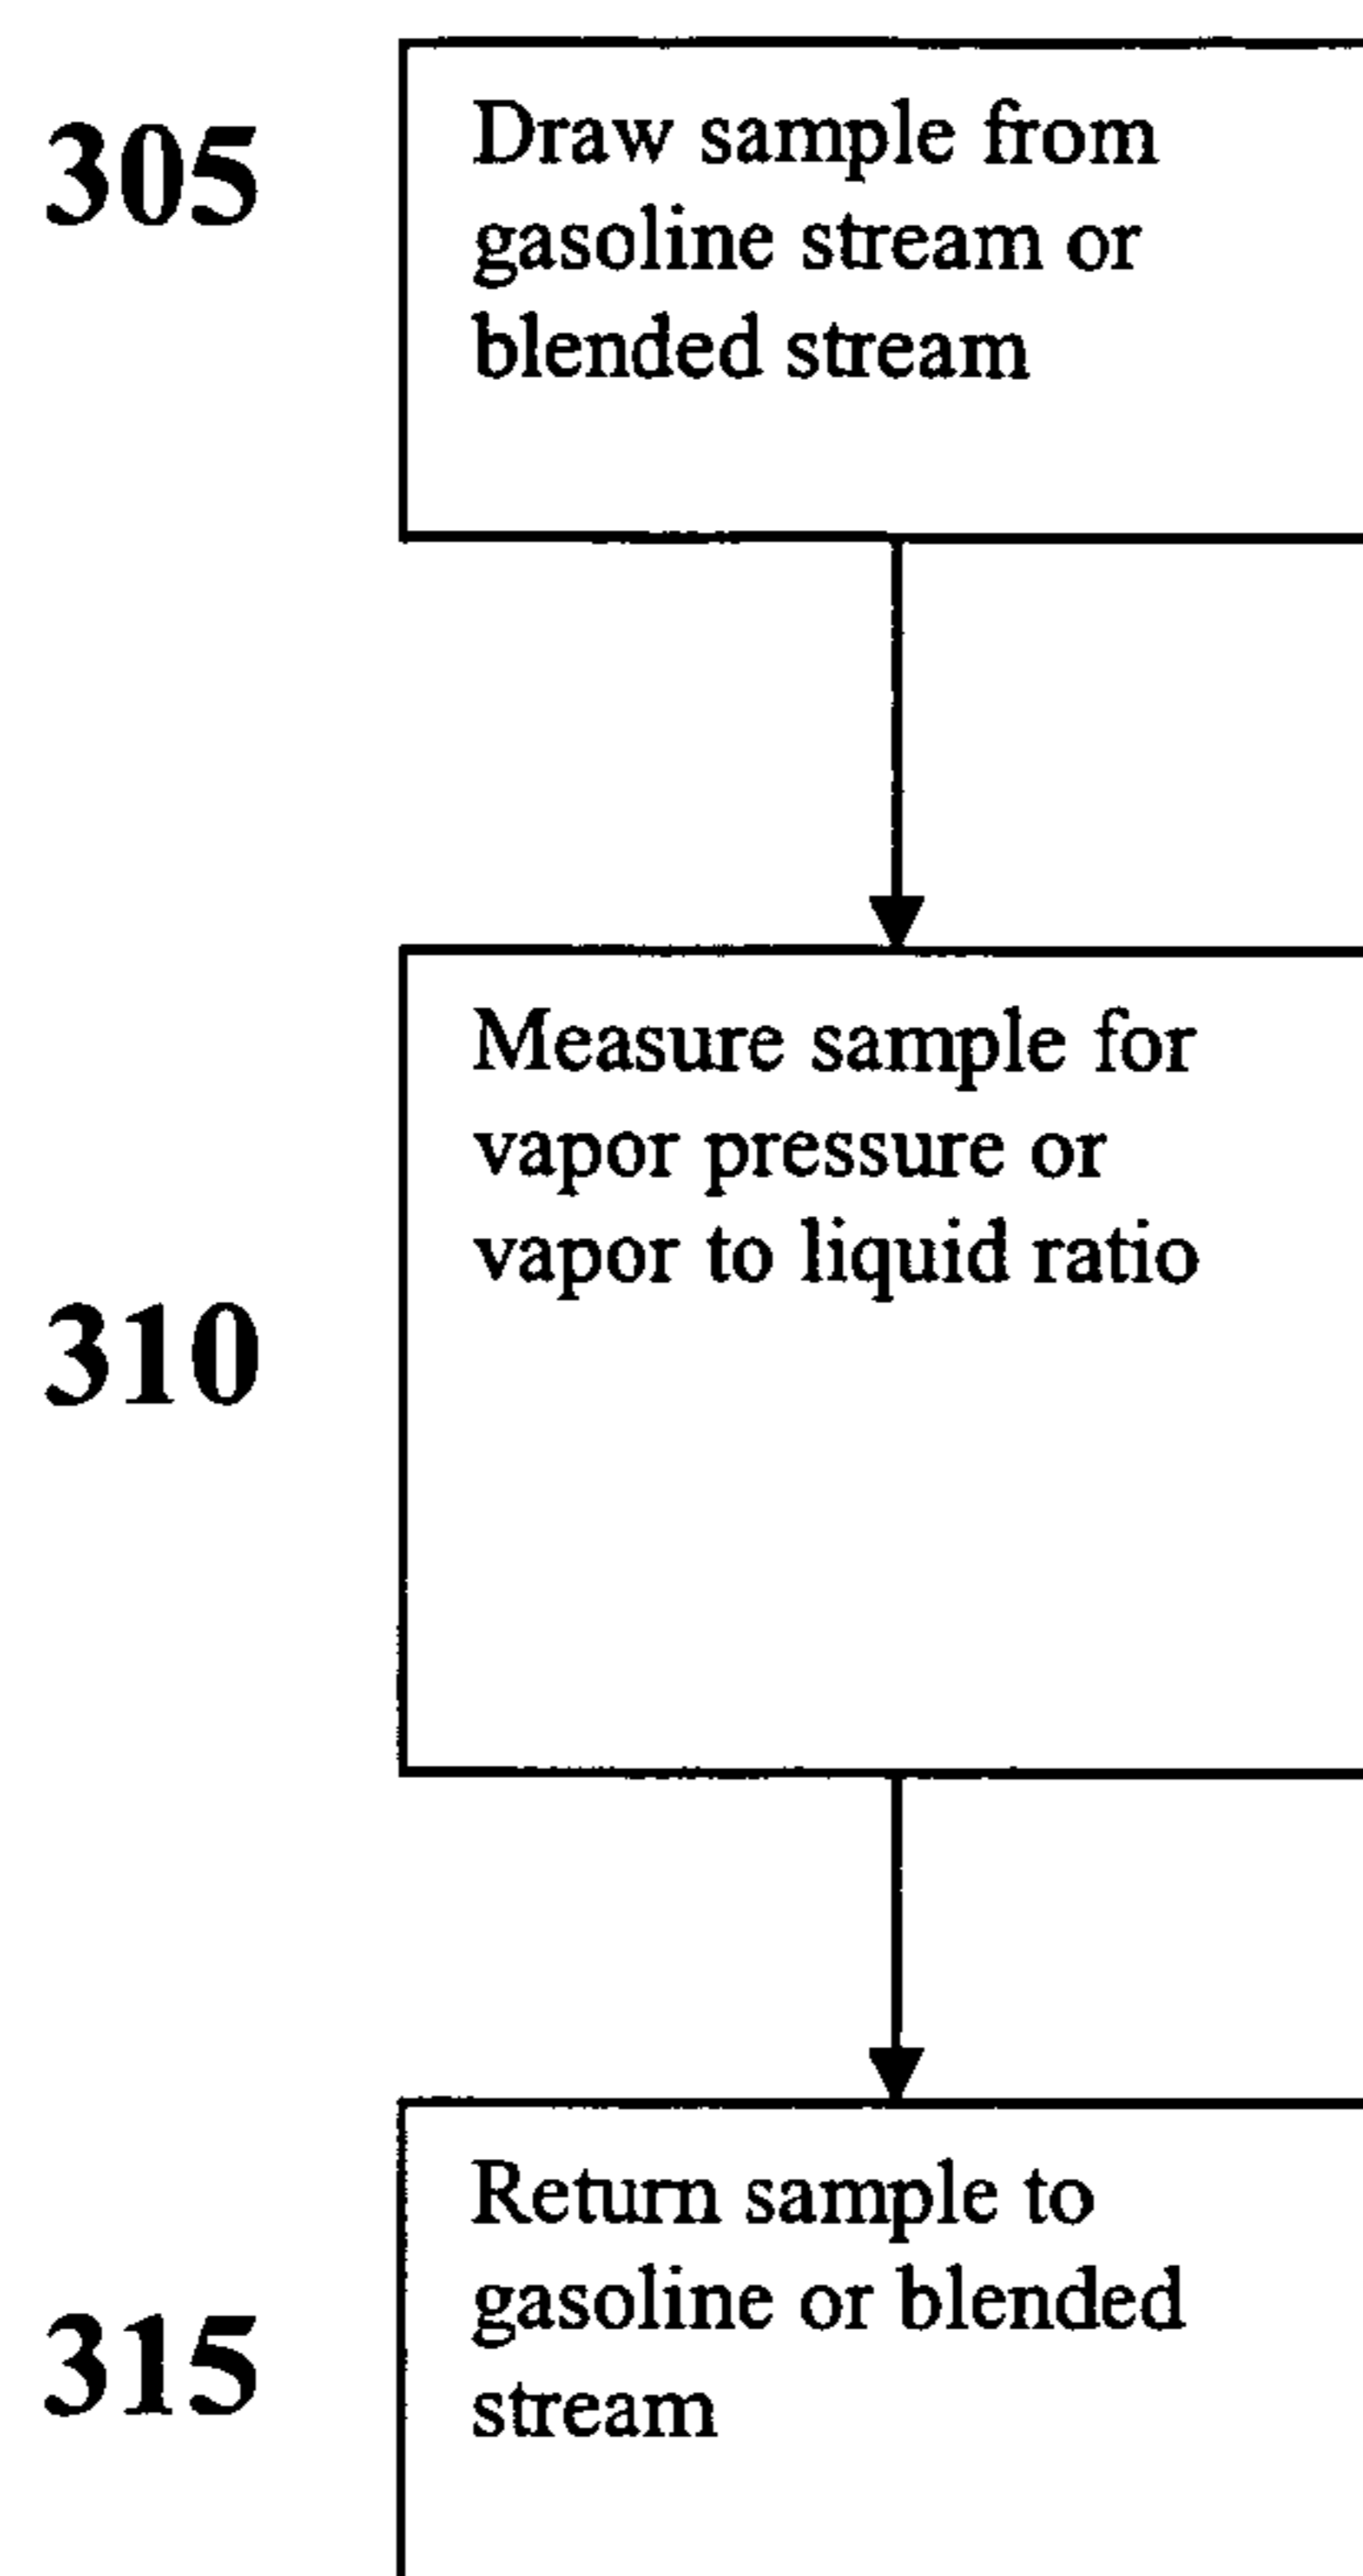 305
Draw sample from
gasoline stream or
blended stream
310
Measure sample for
vapor pressure or
vapor to liquid ratio
315
Return sample to
gasoline or blended
stream